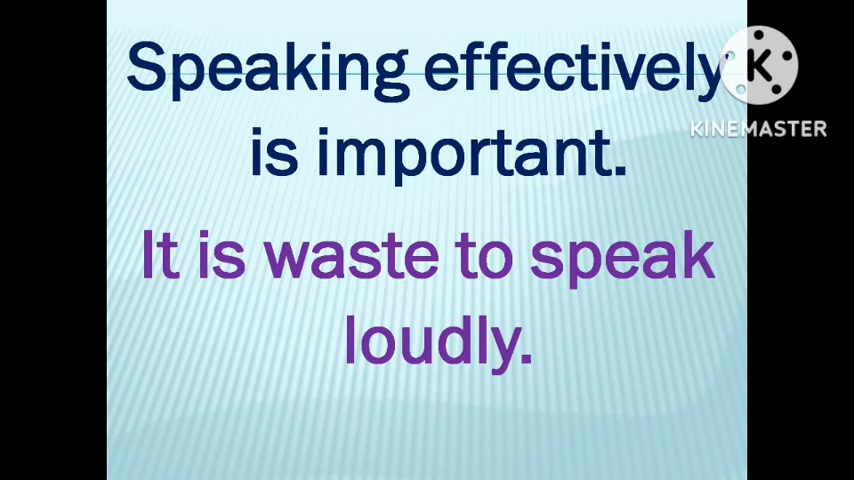 Speaking effectively
is important.
It is waste to speak
loudly.
K
KINEMASTER